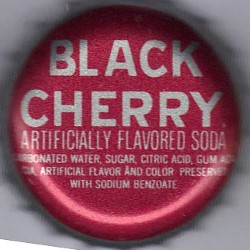 BLACK
CHERRY
ARTIFICIALLY FLAVORED SODA
CARBONATED WATER, SUGAR, CITRIC ACID, GUM
ARTIFICIAL FLAVOR AND COLOR PRESERVED
WITH SODIUM BENZOATE